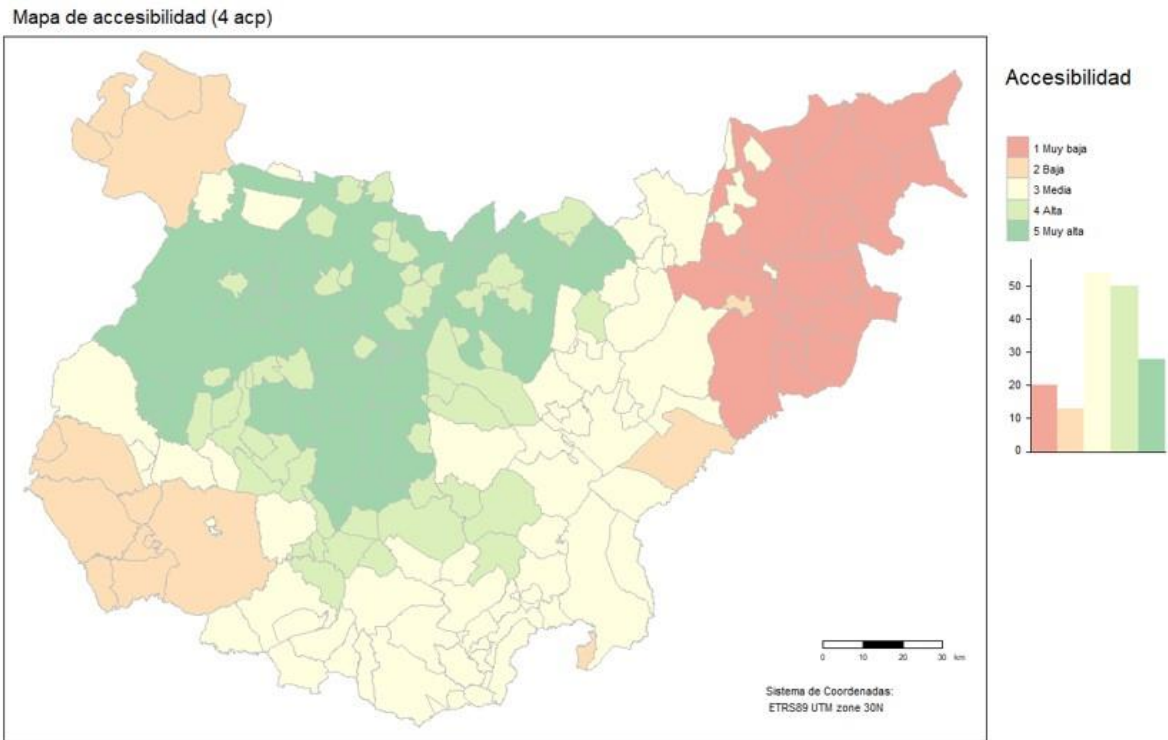 Mapa de accesibilidad (4 acp)
Accesibilidad
1 Muy baja
2 Baja
3 Media
4 Alta
5 Muy alta
50
40
30
20
10
0
0 10 20 30 km
Sistema de Coordenadas:
ETRS89 UTM zone 30N